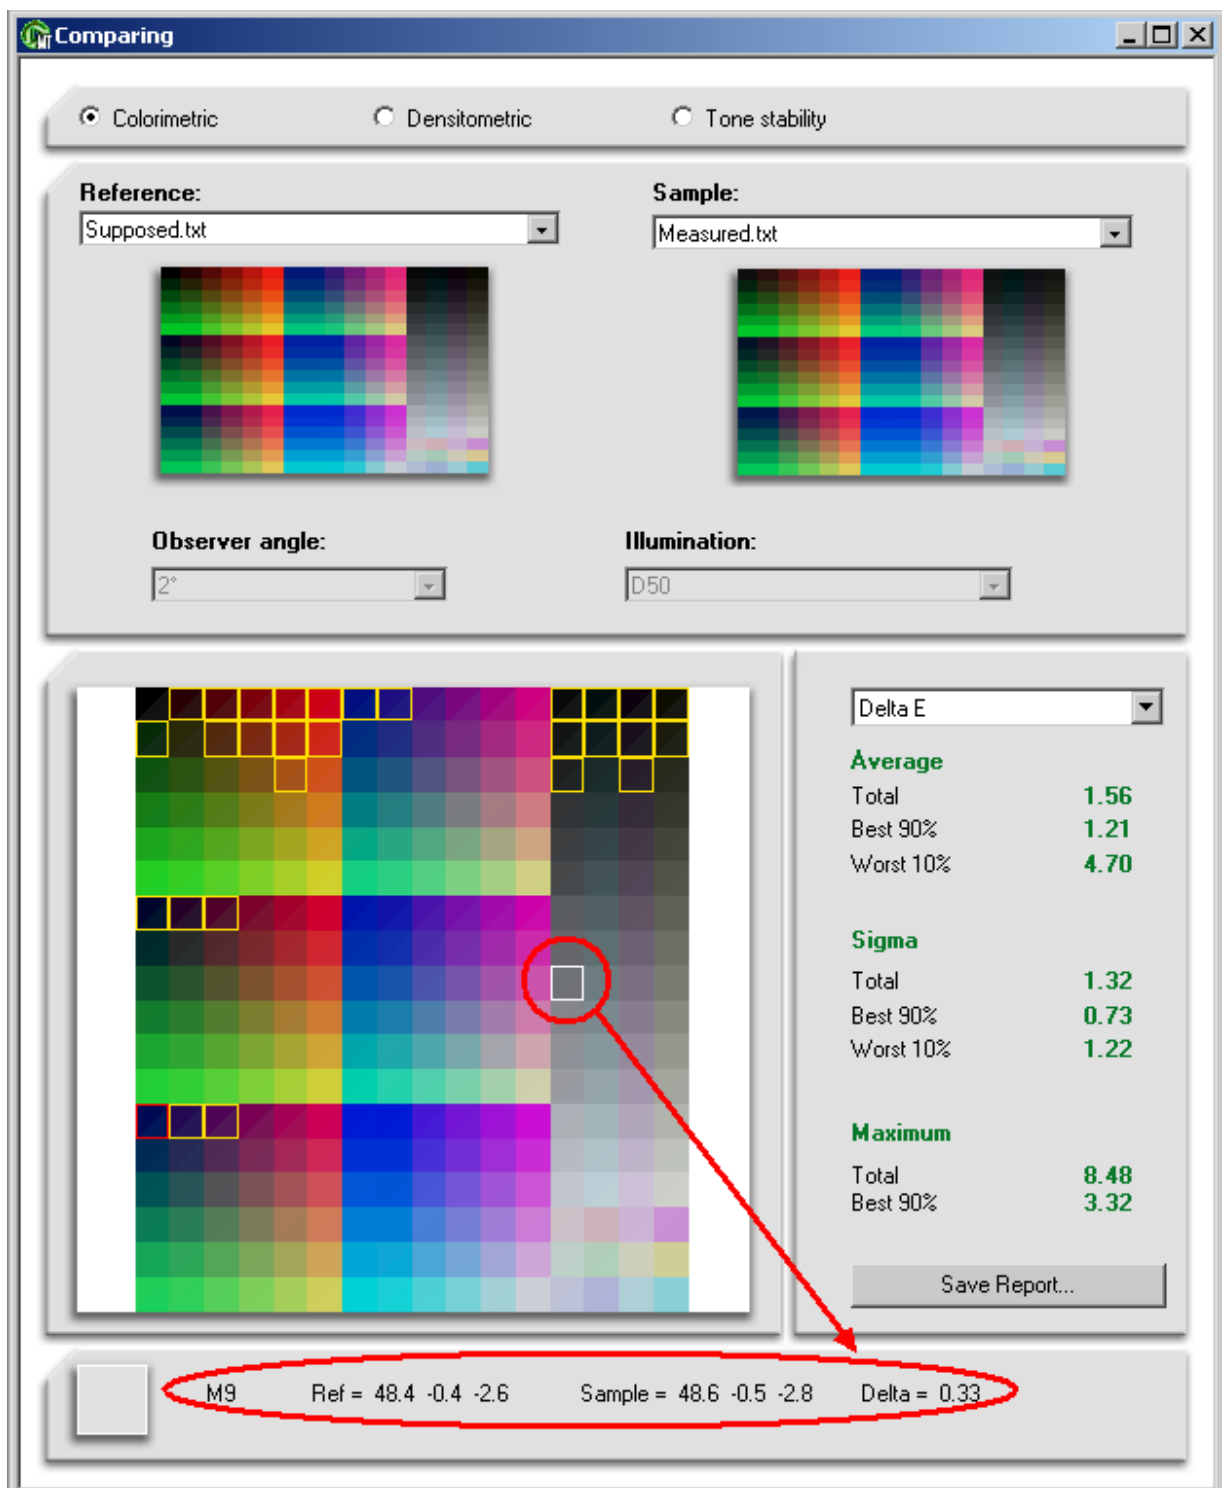 Comparing
Colorimetric Densitometric Tone stability
Reference: Sample:
Supposed.txt Measured.txt
Observer angle: Illumination:
2° D50
Delta E
Average
Total 1.56
Best 90% 1.21
Worst 10% 4.70
Sigma
Total 1.32
Best 90% 0.73
Worst 10% 1.22
Maximum
Total 8.48
Best 90% 3.32
Save Report...
M9 Ref = 48.4 -0.4 -2.6 Sample = 48.6 -0.5 -2.8 Delta = 0.33